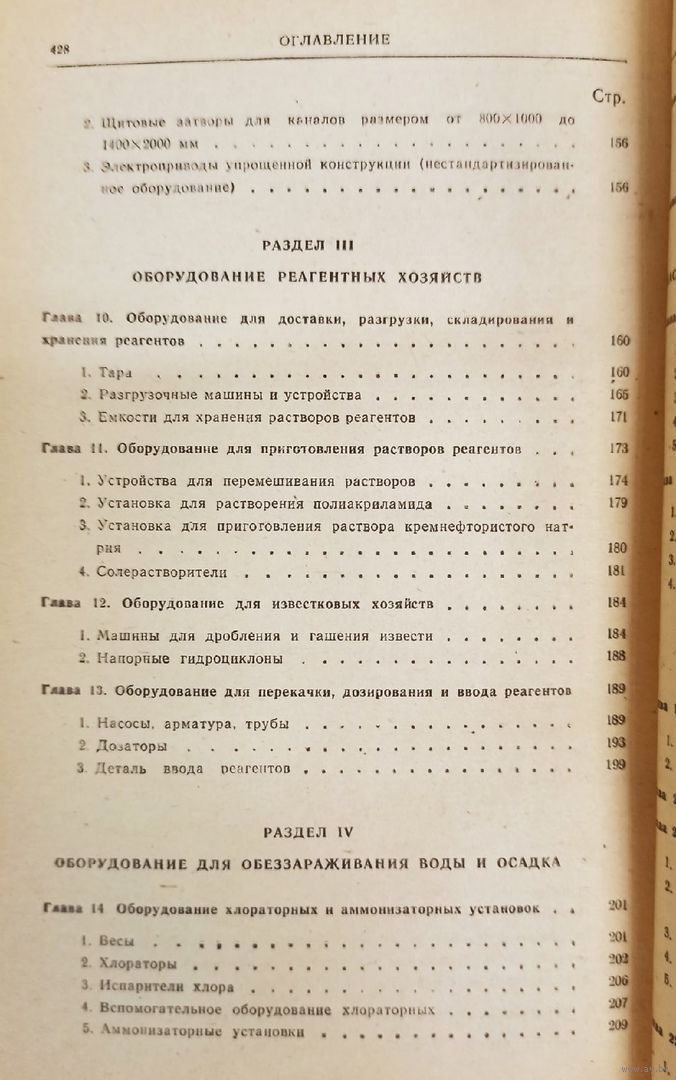 428
ОГЛАВЛЕНИЕ
Стр.
2. Щитовые затворы для каналов размером от 800×1000 до
1400×2000 мм . . . . . . . . . . . . . . . . . 156
3. Электроприводы упрощенной конструкции (нестандартизирован-
ное оборудование) . . . . . . . . . . . . . . . . 156
РАЗДЕЛ III
ОБОРУДОВАНИЕ РЕАГЕНТНЫХ ХОЗЯЙСТВ
Глава 10. Оборудование для доставки, разгрузки, складирования и
хранения реагентов . . . . . . . . . . . . . . . . . 160
1. Тара . . . . . . . . . . . . . . . . . . . 160
2. Разгрузочные машины и устройства . . . . . . . . . 165
3. Емкости для хранения растворов реагентов . . . . . . . 171
Глава 11. Оборудование для приготовления растворов реагентов . . . 173
1. Устройства для перемешивания растворов . . . . . . . 174
2. Установка для растворения полиакриламида . . . . . . 179
3. Установка для приготовления раствора кремнефтористого нат-
рия . . . . . . . . . . . . . . . . . . . . 180
4. Солерастворители . . . . . . . . . . . . . . . 181
Глава 12. Оборудование для известковых хозяйств . . . . . . 184
1. Машины для дробления и гашения извести . . . . . . 184
2. Напорные гидроциклоны . . . . . . . . . . . . . 188
Глава 13. Оборудование для перекачки, дозирования и ввода реагентов 189
1. Насосы, арматура, трубы . . . . . . . . . . . . 189
2. Дозаторы . . . . . . . . . . . . . . . . . . 193
3. Деталь ввода реагентов . . . . . . . . . . . . . 199
РАЗДЕЛ IV
ОБОРУДОВАНИЕ ДЛЯ ОБЕЗЗАРАЖИВАНИЯ ВОДЫ И ОСАДКА
Глава 14 Оборудование хлораторных и аммонизаторных установок . . 201
1. Весы . . . . . . . . . . . . . . . . . . . 201
2. Хлораторы . . . . . . . . . . . . . . . . . 202
3. Испарители хлора . . . . . . . . . . . . . . . 206
4. Вспомогательное оборудование хлораторных . . . . . . 207
5. Аммонизаторные установки . . . . . . . . . . . . 209